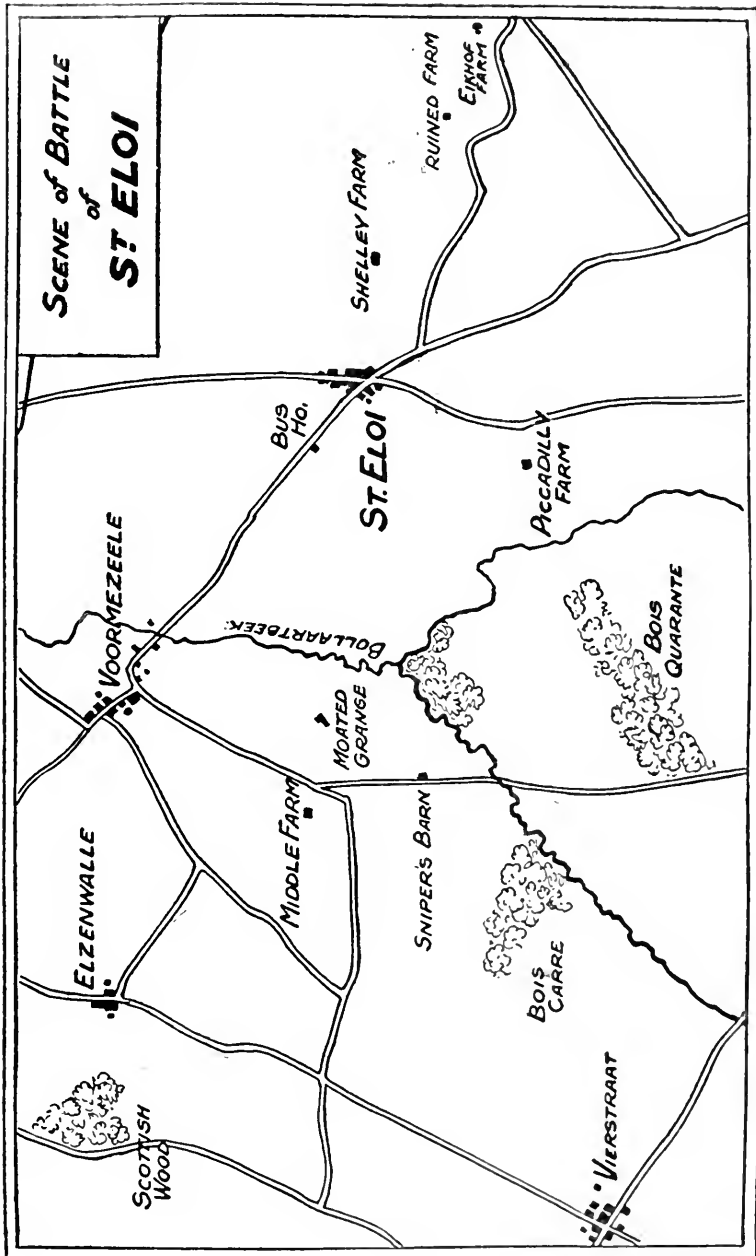 SCENE of BATTLE
of
ST ELOI
SCOTTISH
WOOD
ELZENWALLE
VOORMEZEELE
BUS
HO.
MIDDLE FARM
MOATED
GRANGE
BOLLAARTBEEK.
ST. ELOI
SHELLEY FARM
RUINED FARM
EIKHOF
FARM
SNIPER'S BARN
BOIS
CARRE
PICCADILLY
FARM
BOIS
QUARANTE
VIERSTRAAT